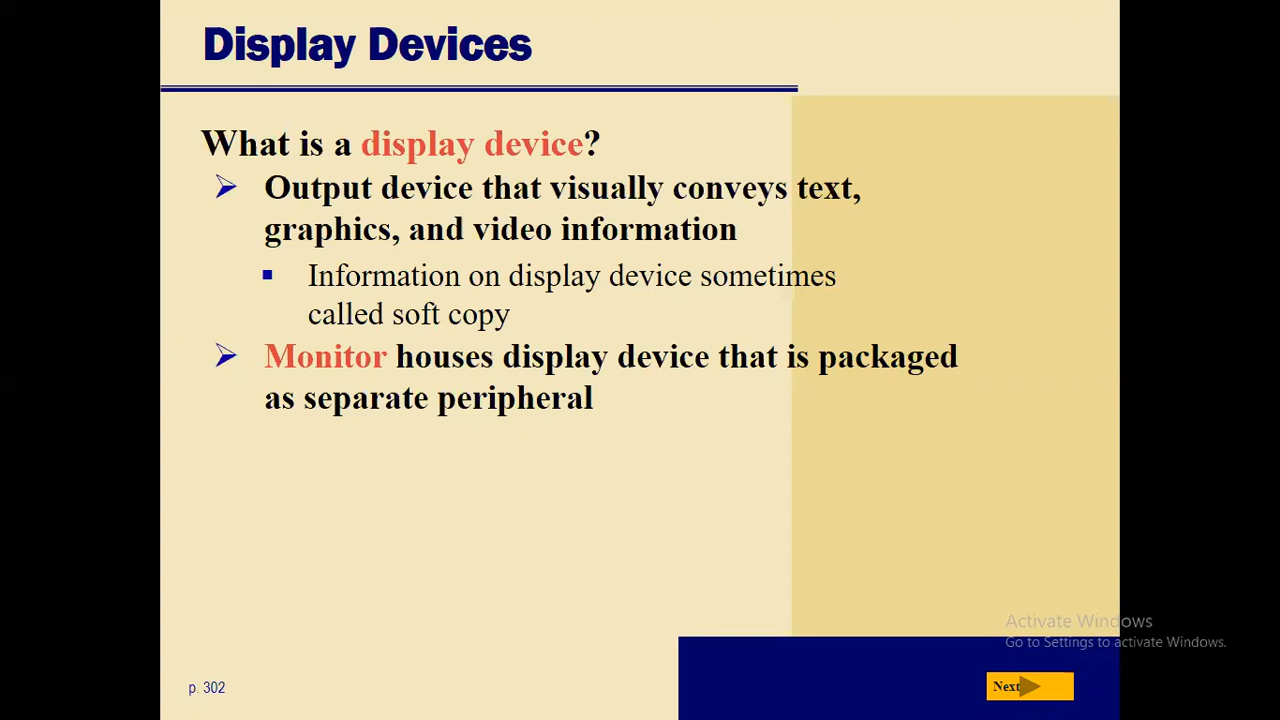 Display Devices
What is a display device?
Output device that visually conveys text,
graphics, and video information
Information on display device sometimes
called soft copy
Monitor houses display device that is packaged
as separate peripheral
Activate Windows
Go to Settings to activate Windows.
p. 302
Next